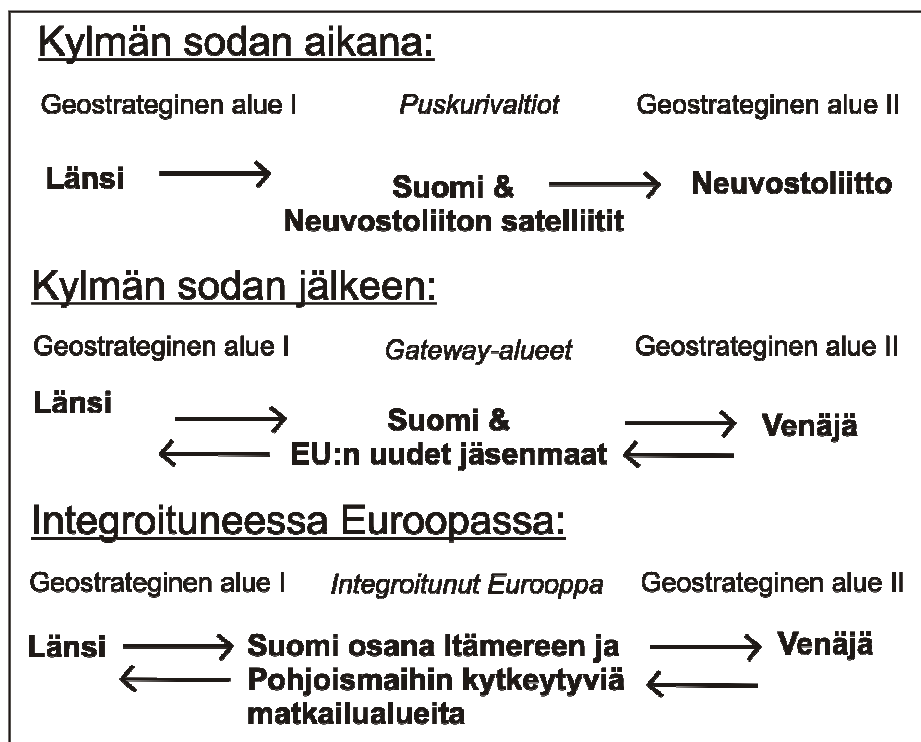 Kylmän sodan aikana:
Geostrateginen alue I Puskurivaltiot Geostrateginen alue II
Länsi Suomi & Neuvostoliitto
Neuvostoliiton satelliitit
Kylmän sodan jälkeen:
Geostrateginen alue I Gateway-alueet Geostrateginen alue II
Länsi Suomi & Venäjä
EU:n uudet jäsenmaat
Integroituneessa Euroopassa:
Geostrateginen alue I Integroitunut Eurooppa Geostrateginen alue II
Länsi Suomi osana Itämereen ja Venäjä
Pohjoismaihin kytkeytyviä
matkailualueita